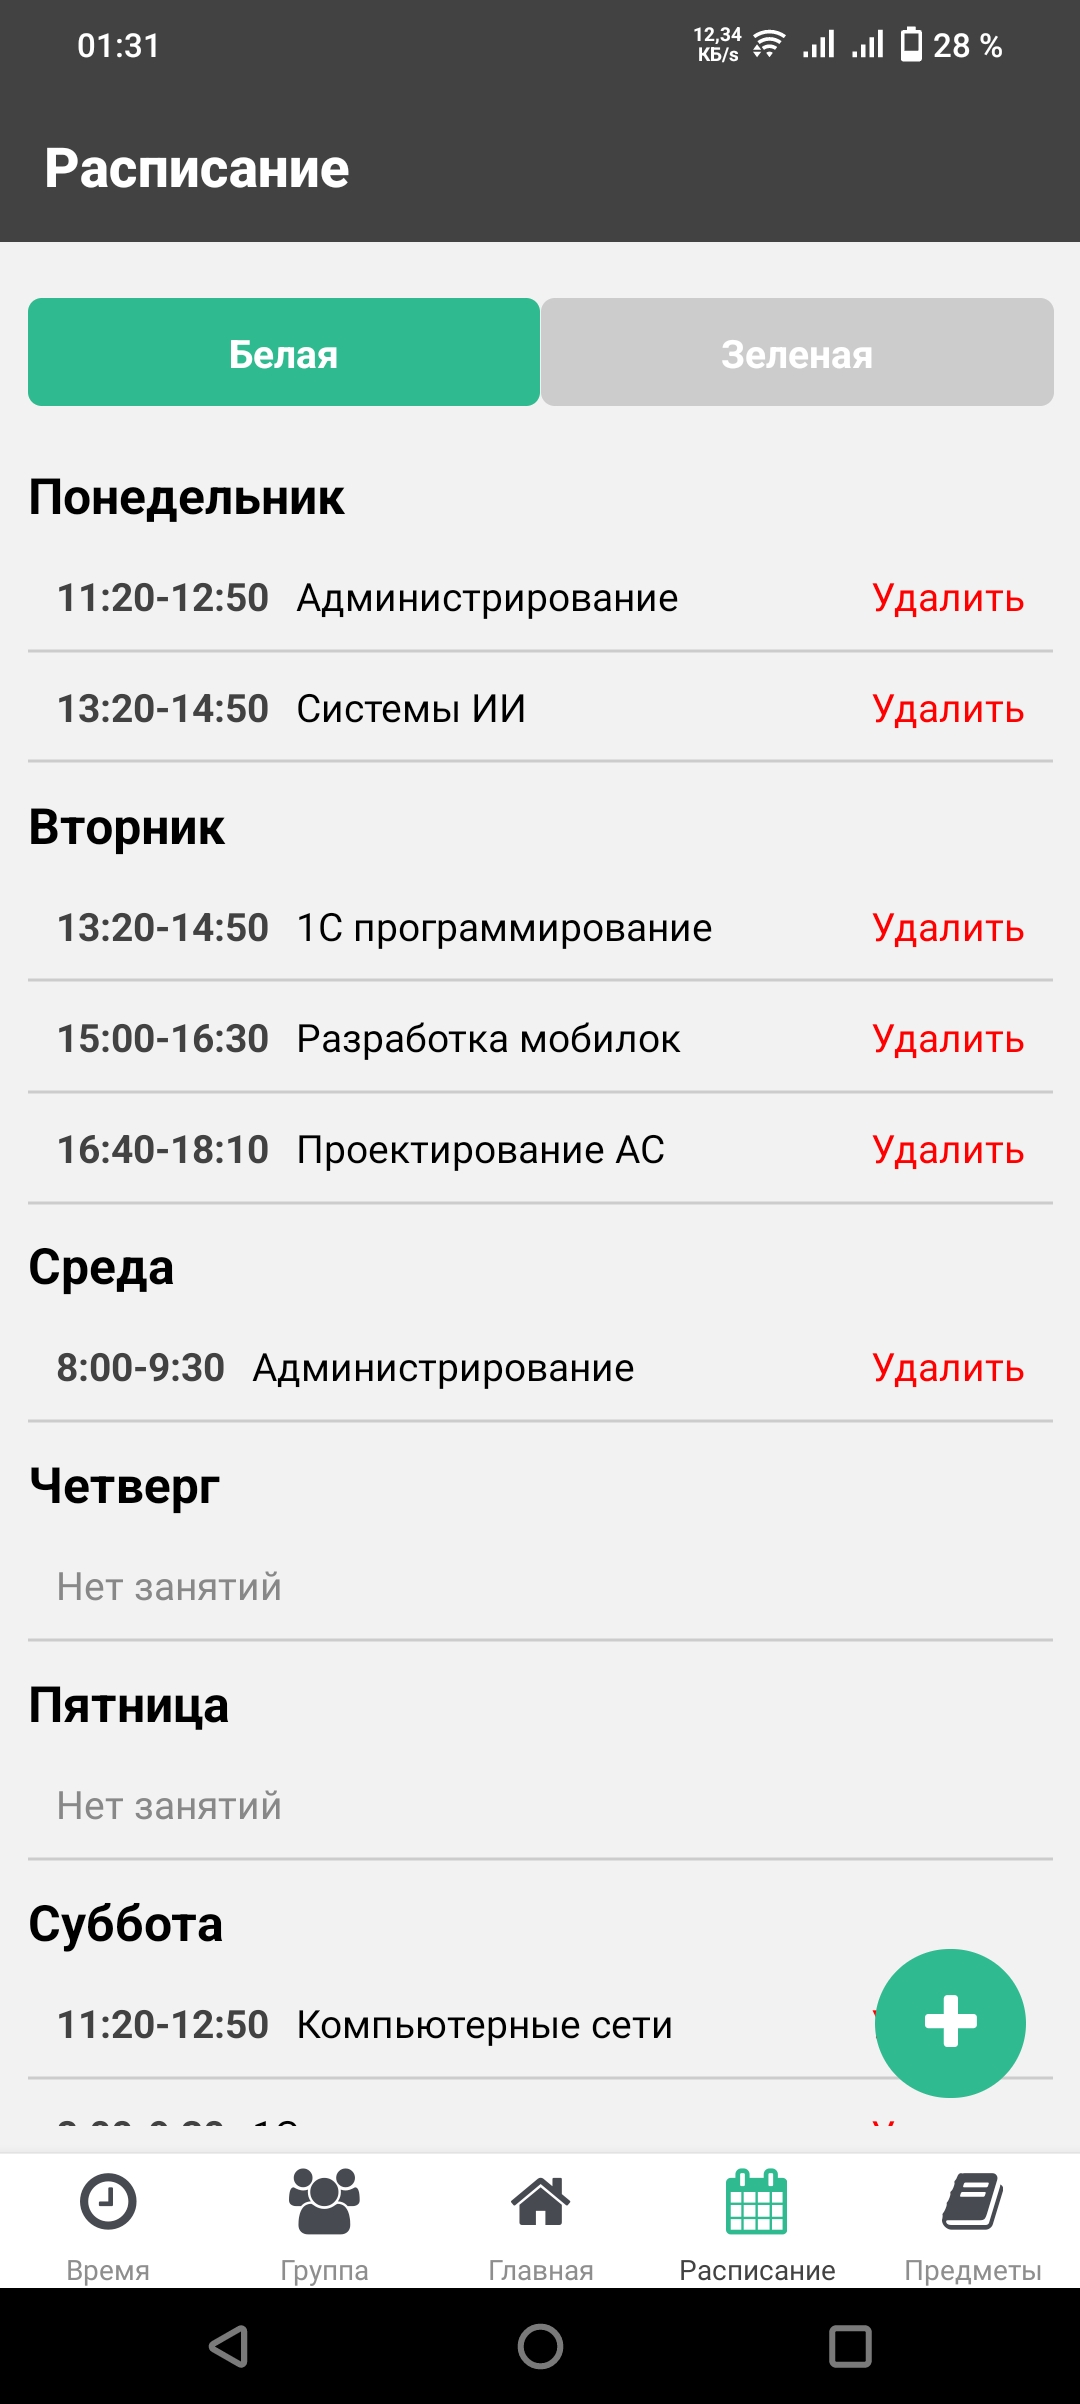 01:31 12,34 КБ/s 28 %
Расписание
Белая Зеленая
Понедельник
11:20-12:50 Администрирование Удалить
13:20-14:50 Системы ИИ Удалить
Вторник
13:20-14:50 1С программирование Удалить
15:00-16:30 Разработка мобилок Удалить
16:40-18:10 Проектирование АС Удалить
Среда
8:00-9:30 Администрирование Удалить
Четверг
Нет занятий
Пятница
Нет занятий
Суббота
11:20-12:50 Компьютерные сети
Время Группа Главная Расписание Предметы